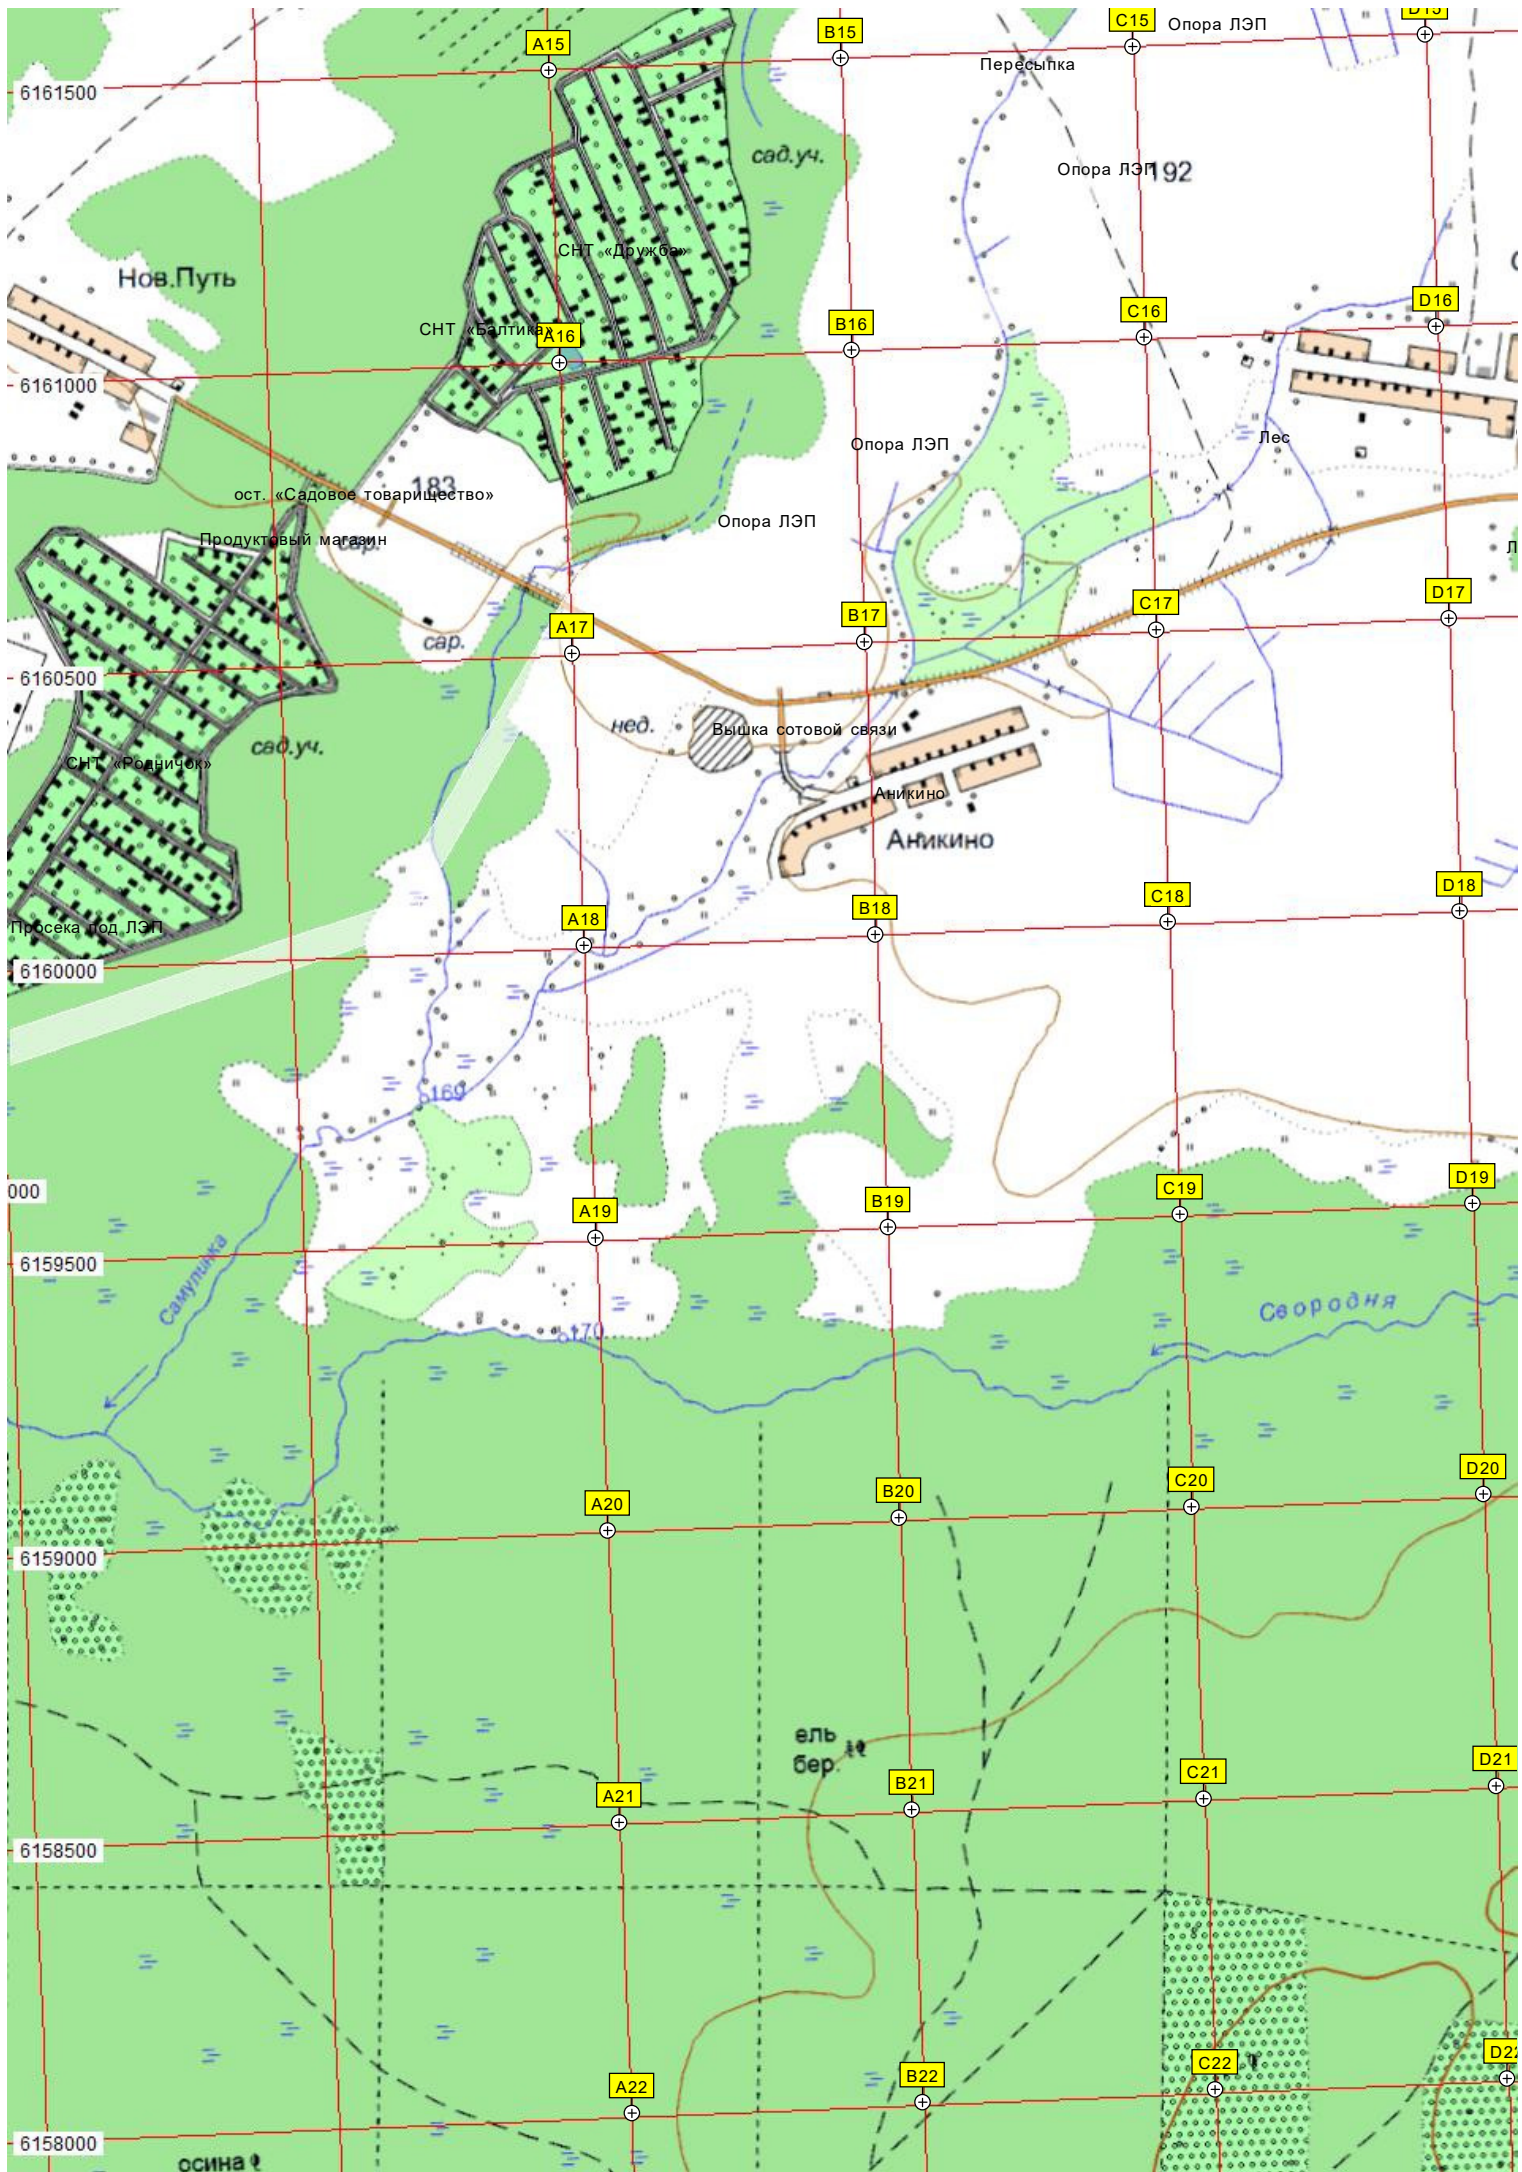 D15
C15
Опора ЛЭП
B15
A15
Пересыпка
6161500
сад.уч.
Опора ЛЭП
192
СНТ «Дружба»
Нов.Путь
D16
C16
B16
СНТ «Балтика»
A16
6161000
Лес
Опора ЛЭП
183
ост. «Садовое товарищество»
Опора ЛЭП
Продуктовый магазин
сар.
Л
D17
C17
B17
A17
сар.
6160500
нед.
Вышка сотовой связи
сад.уч.
СНТ «Родничок»
Аникино
Аникино
D18
C18
B18
A18
Просека под ЛЭП
6160000
169
D19
000
C19
B19
A19
6159500
Самулинка
Свородня
170
D20
C20
B20
A20
6159000
ель
бер.
D21
C21
B21
A21
6158500
D22
C22
B22
A22
6158000
осина